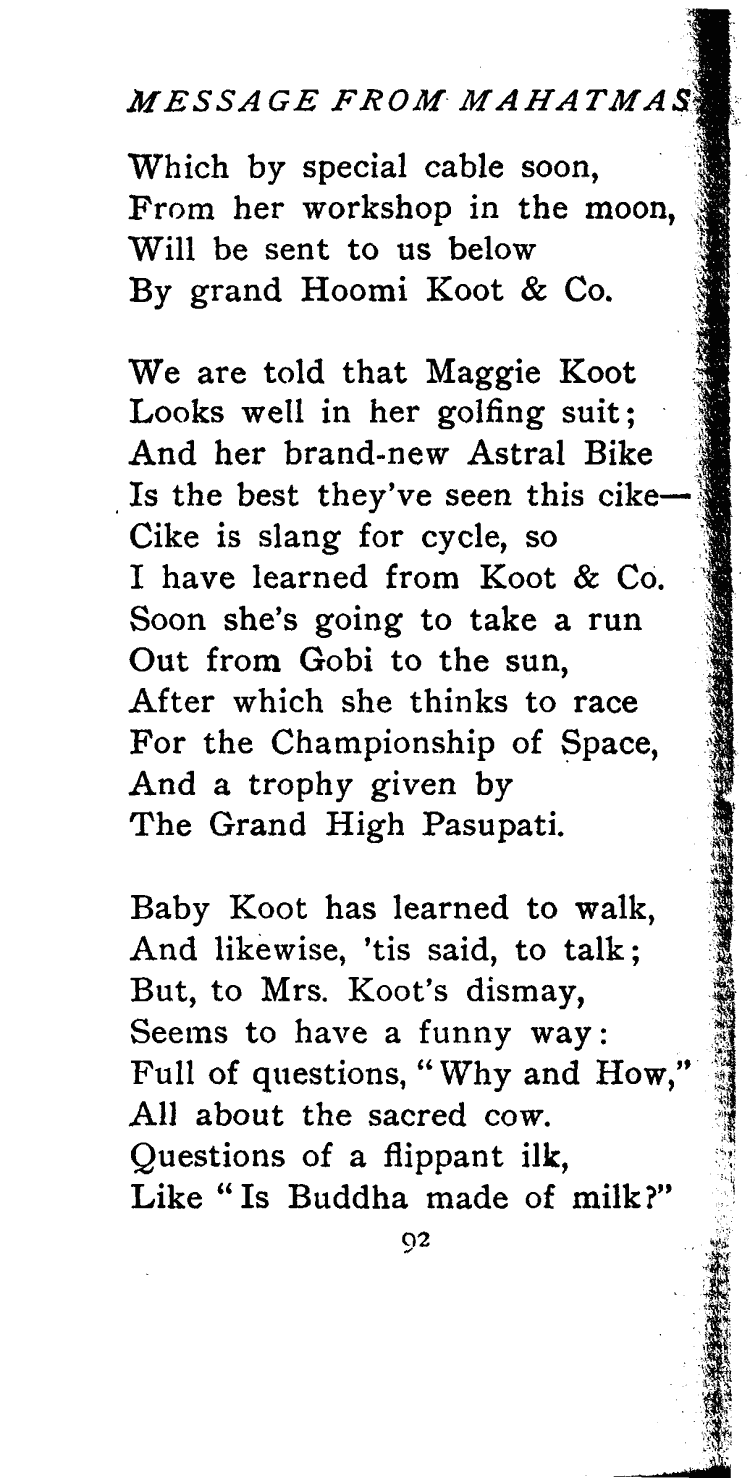 MESSAGE FROM MAHATMAS
Which by special cable soon,
From her workshop in the moon,
Will be sent to us below
By grand Hoomi Koot & Co.
We are told that Maggie Koot
Looks well in her golfing suit;
And her brand-new Astral Bike
Is the best they've seen this cike—
Cike is slang for cycle, so
I have learned from Koot & Co.
Soon she's going to take a run
Out from Gobi to the sun,
After which she thinks to race
For the Championship of Space,
And a trophy given by
The Grand High Pasupati.
Baby Koot has learned to walk,
And likewise, 'tis said, to talk;
But, to Mrs. Koot's dismay,
Seems to have a funny way:
Full of questions, "Why and How,"
All about the sacred cow.
Questions of a flippant ilk,
Like "Is Buddha made of milk?"
92